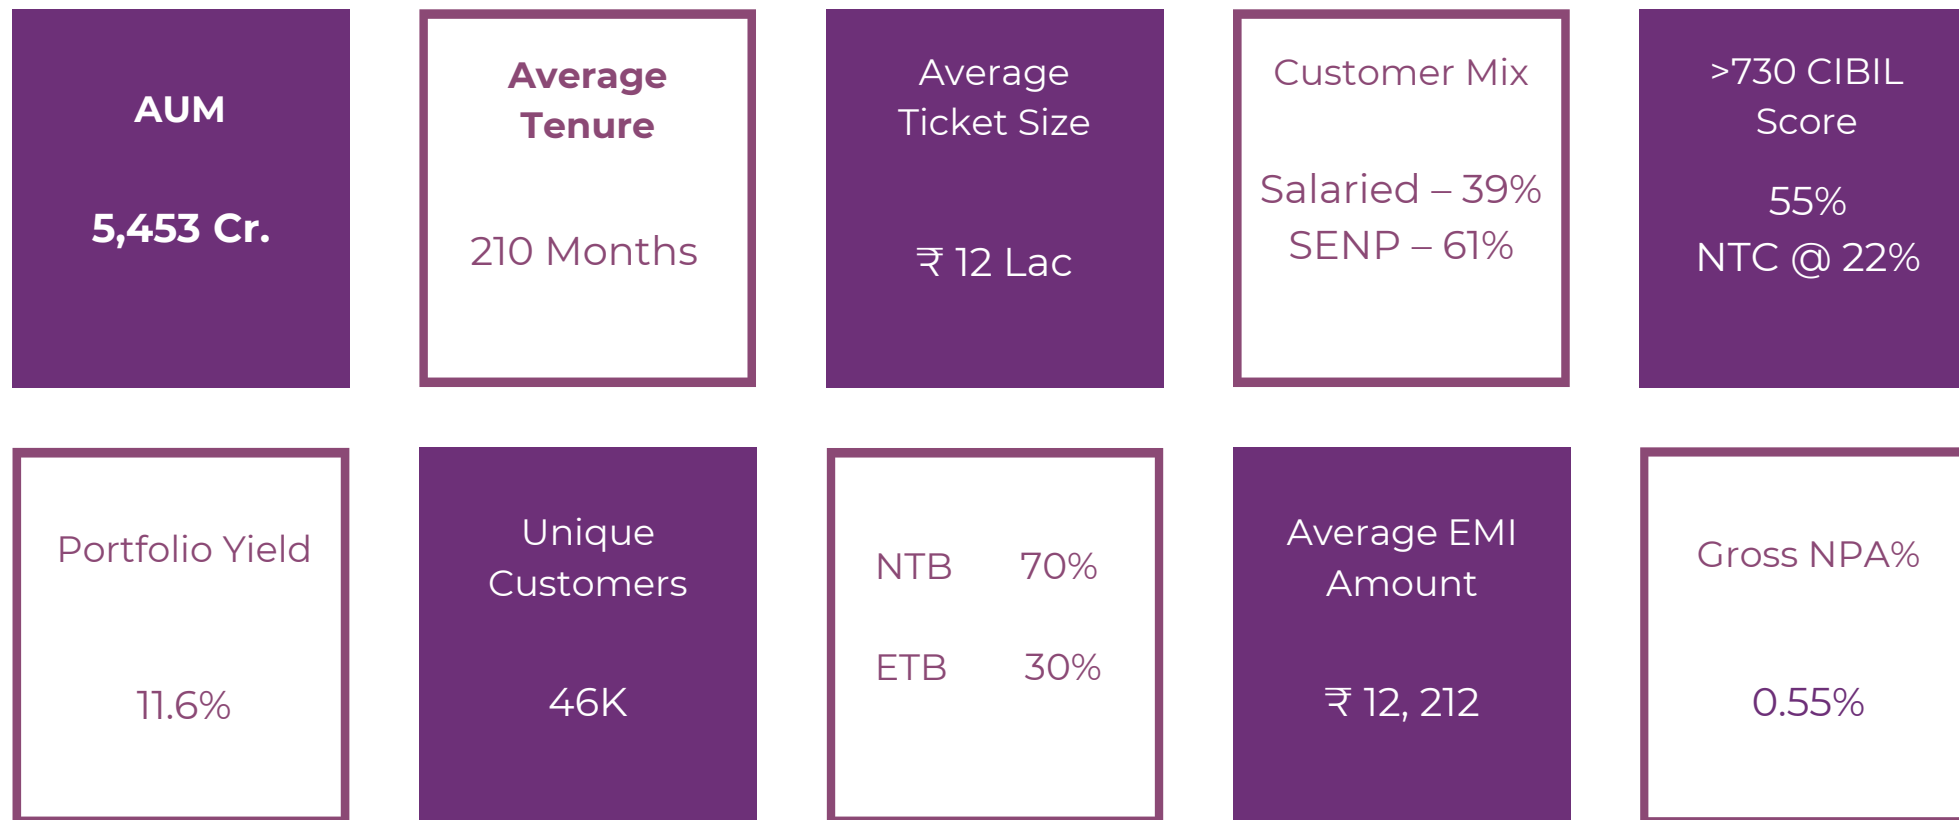 AUM
5,453 Cr.
Average
Tenure
210 Months
Average
Ticket Size
₹ 12 Lac
Customer Mix
Salaried – 39%
SENP – 61%
>730 CIBIL
Score
55%
NTC @ 22%
Portfolio Yield
11.6%
Unique
Customers
46K
NTB 70%
ETB 30%
Average EMI
Amount
₹ 12, 212
Gross NPA%
0.55%